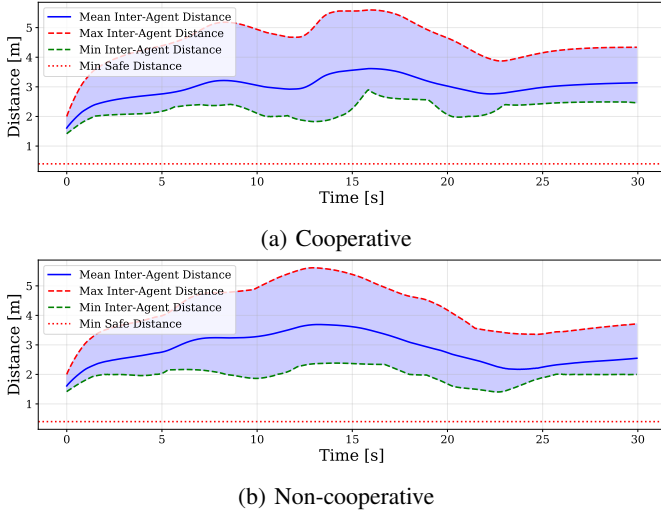 Mean Inter-Agent Distance
Max Inter-Agent Distance
Min Inter-Agent Distance
Min Safe Distance
Distance [m]
5
4
3
2
1
0 5 10 15 20 25 30
Time [s]
(a) Cooperative
Mean Inter-Agent Distance
Max Inter-Agent Distance
Min Inter-Agent Distance
Min Safe Distance
Distance [m]
5
4
3
2
1
0 5 10 15 20 25 30
Time [s]
(b) Non-cooperative